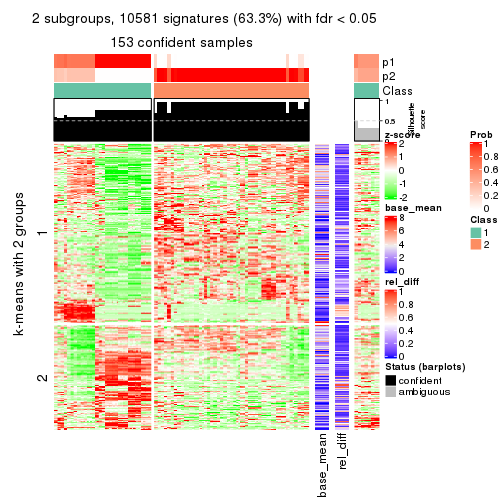 2 subgroups, 10581 signatures (63.3%) with fdr < 0.05
153 confident samples
p1
p2
Class
1
0.5
0
Silhouette
score
k-means with 2 groups
1
2
base_mean
rel_diff
z-score
2
1
0
-1
-2
base_mean
8
6
4
2
0
rel_diff
1
0.8
0.6
0.4
0.2
0
Status (barplots)
confident
ambiguous
Prob
1
0.8
0.6
0.4
0.2
0
Class
1
2